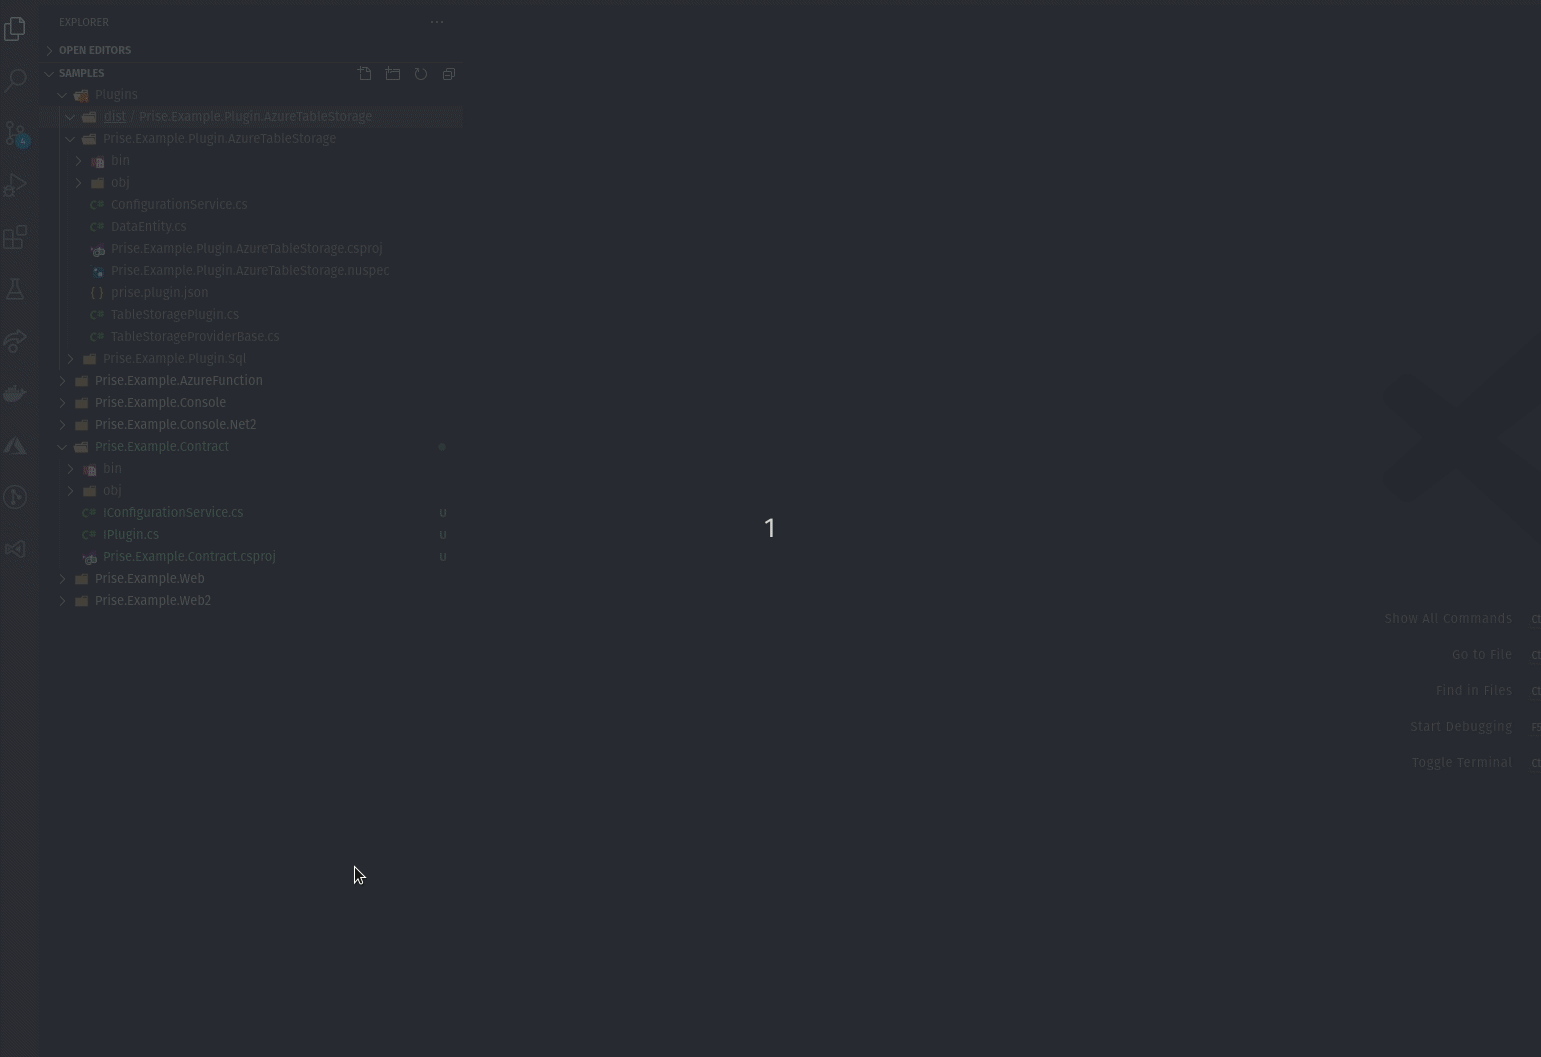 EXPLORER
OPEN EDITORS
SAMPLES
Plugins
dist / Prise.Example.Plugin.AzureTableStorage
Prise.Example.Plugin.AzureTableStorage
4
bin
obj
ConfigurationService.cs
DataEntity.cs
Prise.Example.Plugin.AzureTableStorage.csproj
Prise.Example.Plugin.AzureTableStorage.nuspec
prise.plugin.json
TableStoragePlugin.cs
TableStorageProviderBase.cs
Prise.Example.Plugin.Sql
Prise.Example.AzureFunction
Prise.Example.Console
Prise.Example.Console.Net2
Prise.Example.Contract
bin
obj
IConfigurationService.cs U
IPlugin.cs U
Prise.Example.Contract.csproj U
Prise.Example.Web
Prise.Example.Web2
1
Show All Commands
Go to File
Find in Files
Start Debugging
Toggle Terminal